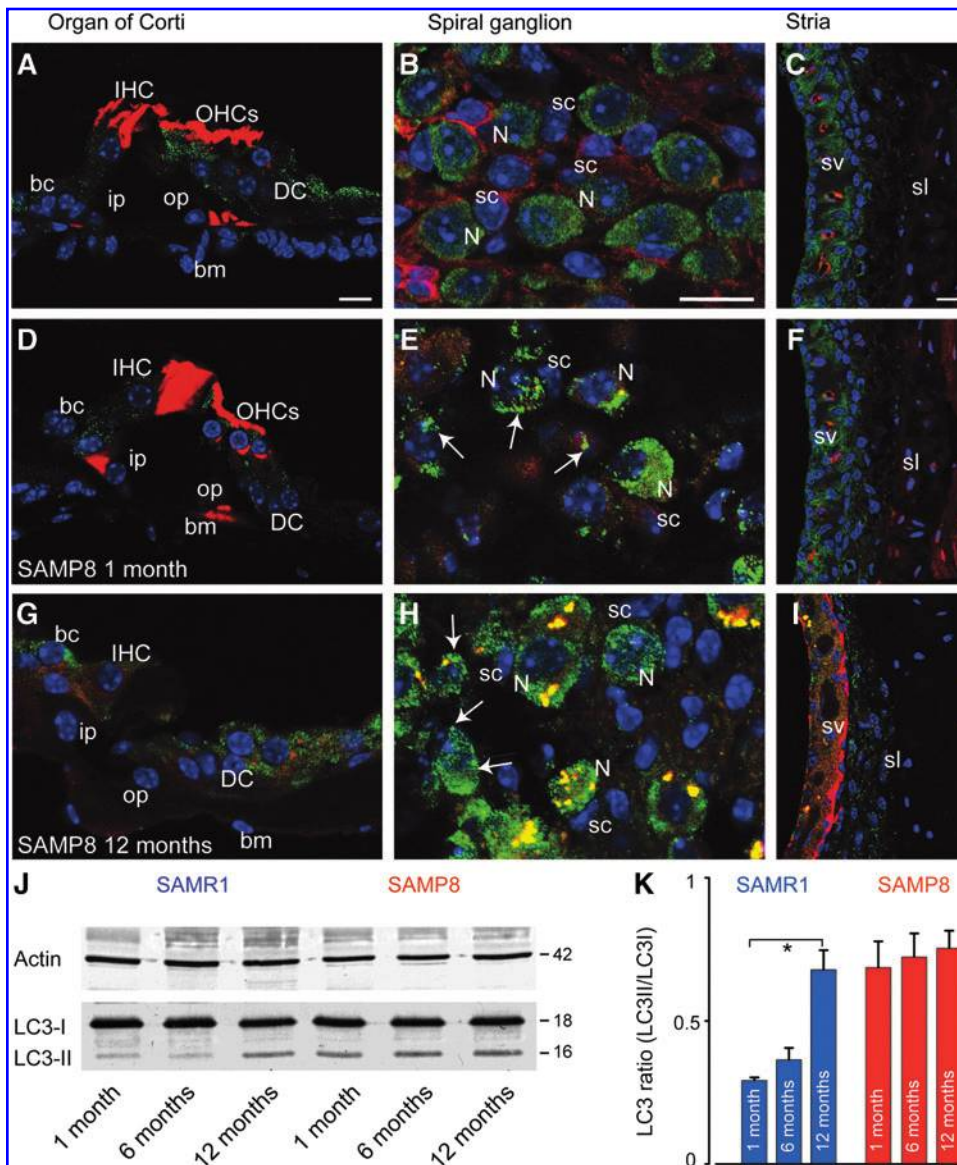 Organ of Corti
Spiral ganglion
Stria
A
IHC
OHCs
bc
ip
op
DC
bm
B
sc
N
sc
sc
N
N
C
sv
sl
D
IHC
bc
OHCs
ip
op
bm
DC
SAMP8 1 month
E
N
sc
N
sc
F
sv
sl
G
bc
IHC
ip
DC
op
bm
SAMP8 12 months
H
sc
sc
N
N
N
sc
I
sv
sl
J
SAMR1
SAMP8
Actin
42
LC3-I
18
LC3-II
16
1 month
6 months
12 months
1 month
6 months
12 months
K
SAMR1
SAMP8
LC3 ratio (LC3II/LC3I)
1
0.5
0
*
1 month
6 months
12 months
1 month
6 months
12 months